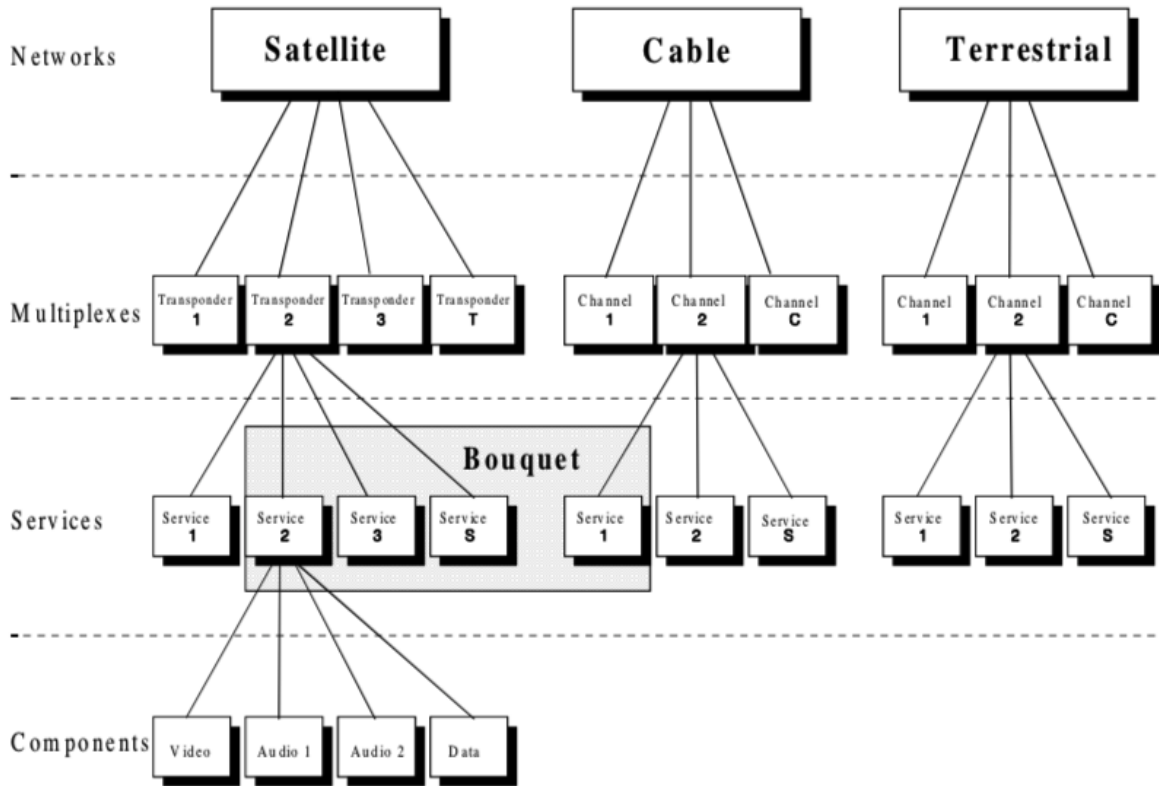 Networks
Satellite
Cable
Terrestrial
Multiplexes
Transponder
1
Transponder
2
Transponder
3
Transponder
T
Channel
1
Channel
2
Channel
C
Channel
1
Channel
2
Channel
C
Bouquet
Services
Service
1
Service
2
Service
3
Service
S
Service
1
Service
2
Service
S
Service
1
Service
2
Service
S
Components
Video
Audio 1
Audio 2
Data